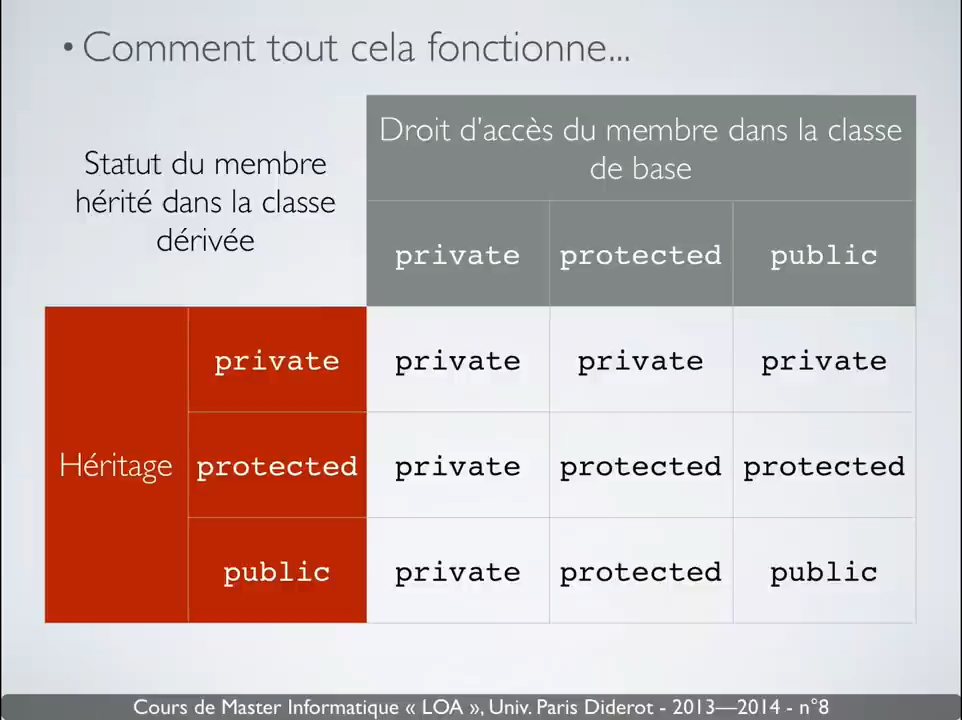 • Comment tout cela fonctionne...
Statut du membre
hérité dans la classe
dérivée
Droit d'accès du membre dans la classe
de base
private protected public
Héritage
private private private private
protected private protected protected
public private protected public
Cours de Master Informatique « LOA », Univ. Paris Diderot - 2013—2014 - n°8